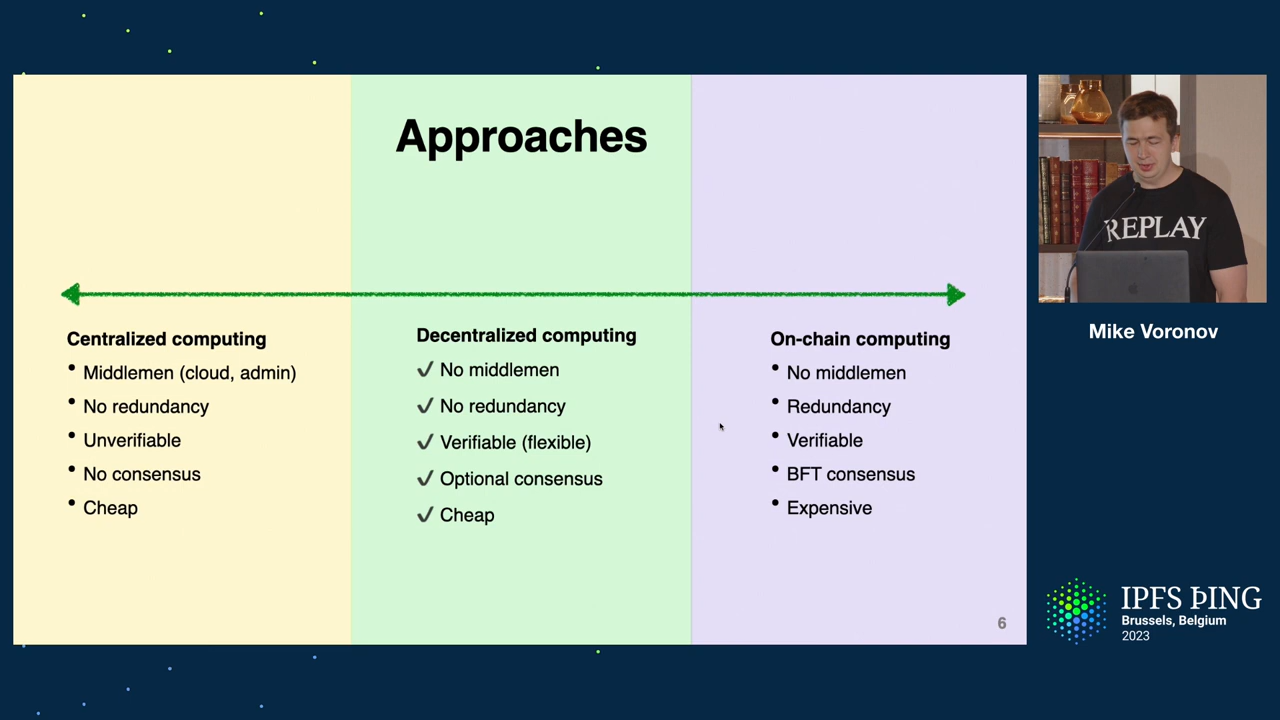 Approaches
Centralized computing
Middlemen (cloud, admin)
No redundancy
Unverifiable
No consensus
Cheap
Decentralized computing
No middlemen
No redundancy
Verifiable (flexible)
Optional consensus
Cheap
On-chain computing
No middlemen
Redundancy
Verifiable
BFT consensus
Expensive
6
REPLAY
Mike Voronov
IPFS ÞING
Brussels, Belgium
2023